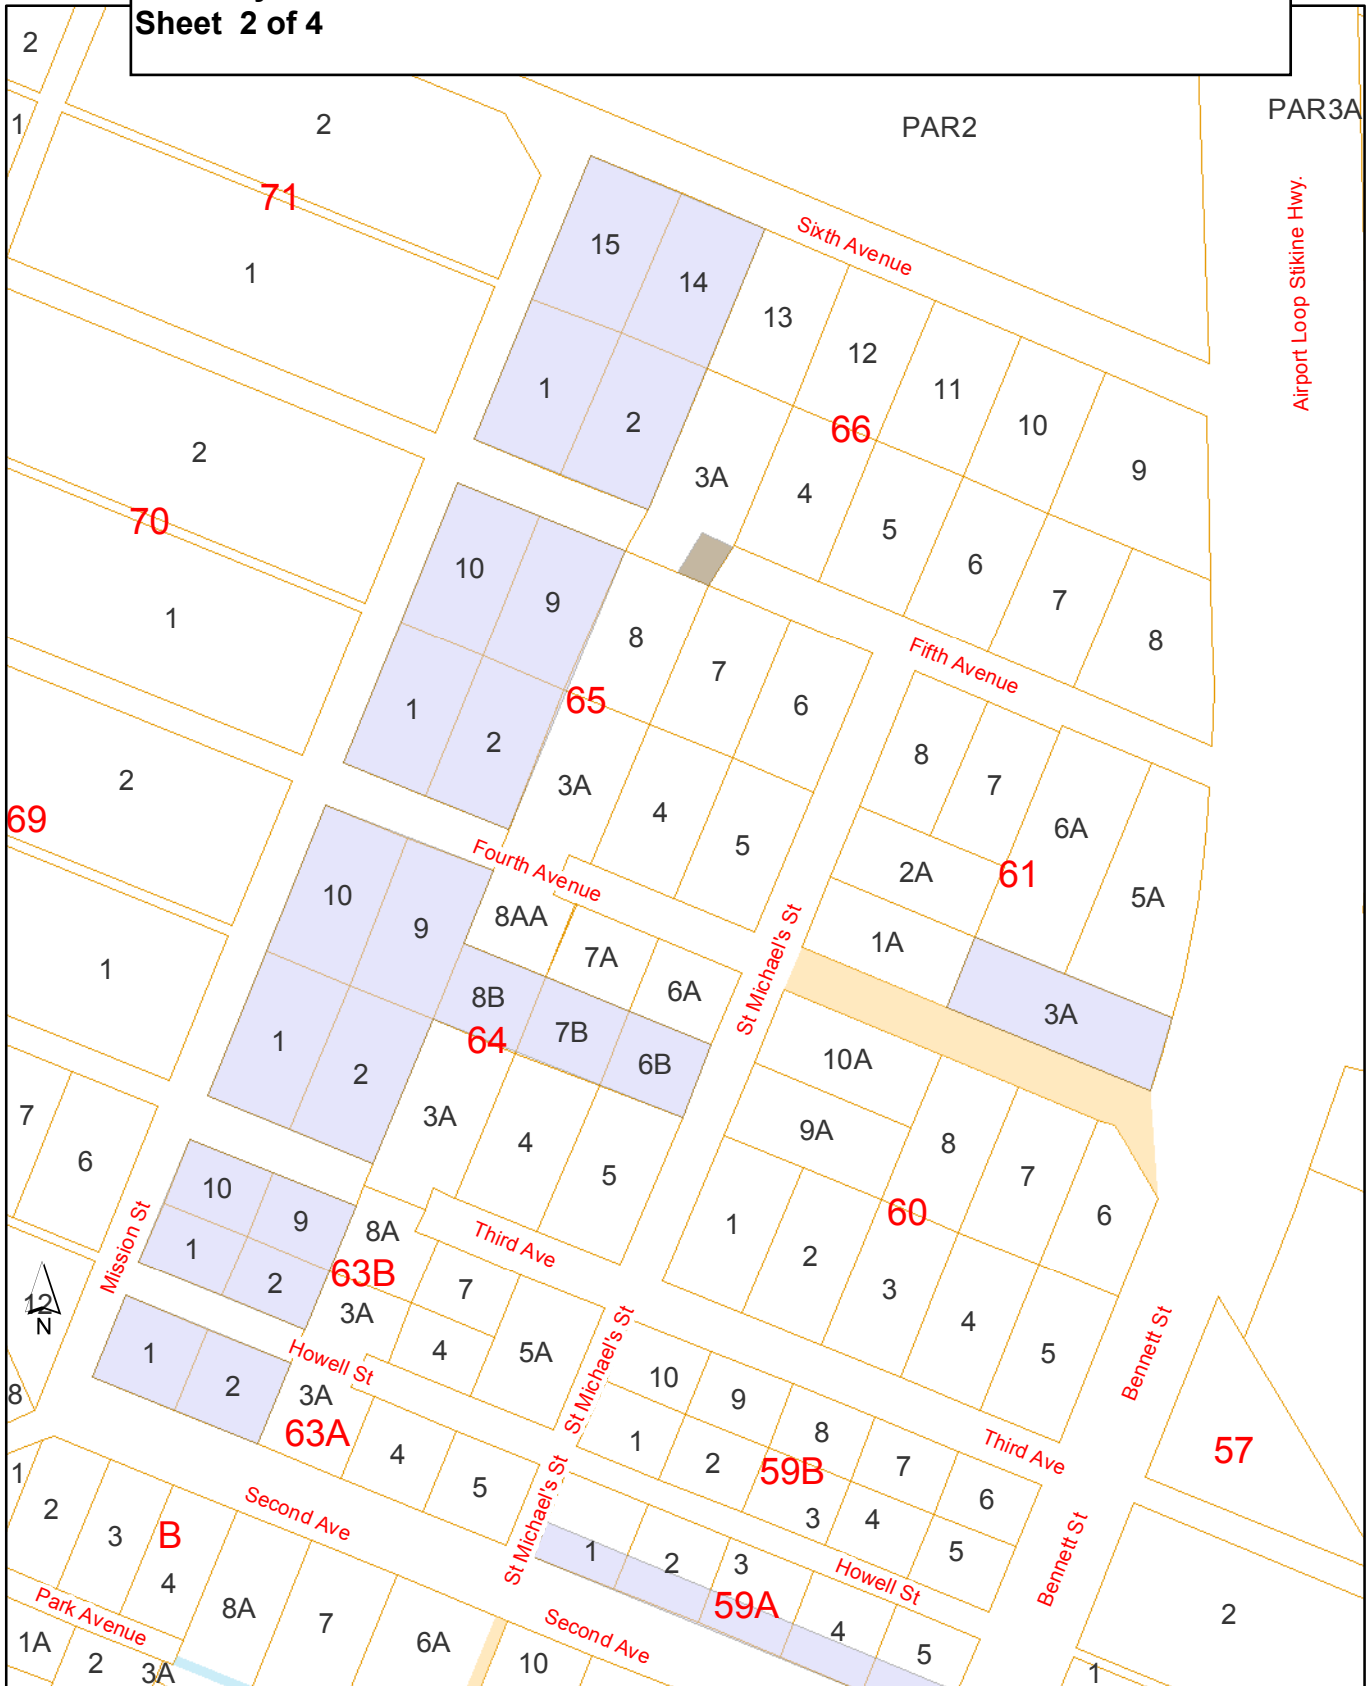 Sheet 2 of 4
2
1
2
71
1
PAR2
PAR3A
Airport Loop Stikine Hwy.
Sixth Avenue
15
14
13
12
11
10
9
1
2
3A
66
4
5
6
7
8
Fifth Avenue
2
70
1
10
9
8
7
6
1
2
65
3A
4
5
Fourth Avenue
8
7
6A
5A
2A
61
1A
3A
2
69
1
10
9
8AA
7A
6A
8B
7B
6B
64
1
2
3A
4
5
St Michael's St
10A
9A
8
7
6
60
1
2
3
4
5
7
6
Mission St
12
N
8
10
9
8A
1
2
63B
3A
7
4
5A
Third Ave
Howell St
1
2
3A
63A
4
5
St Michael's St
Bennett St
57
10
9
8
7
6
1
2
59B
3
4
5
Third Ave
1
2
3
B
4
8A
7
6A
Second Ave
Park Avenue
1A
2
3A
St Michael's St
1
2
3
59A
4
5
Howell St
Second Ave
10
Bennett St
2
1